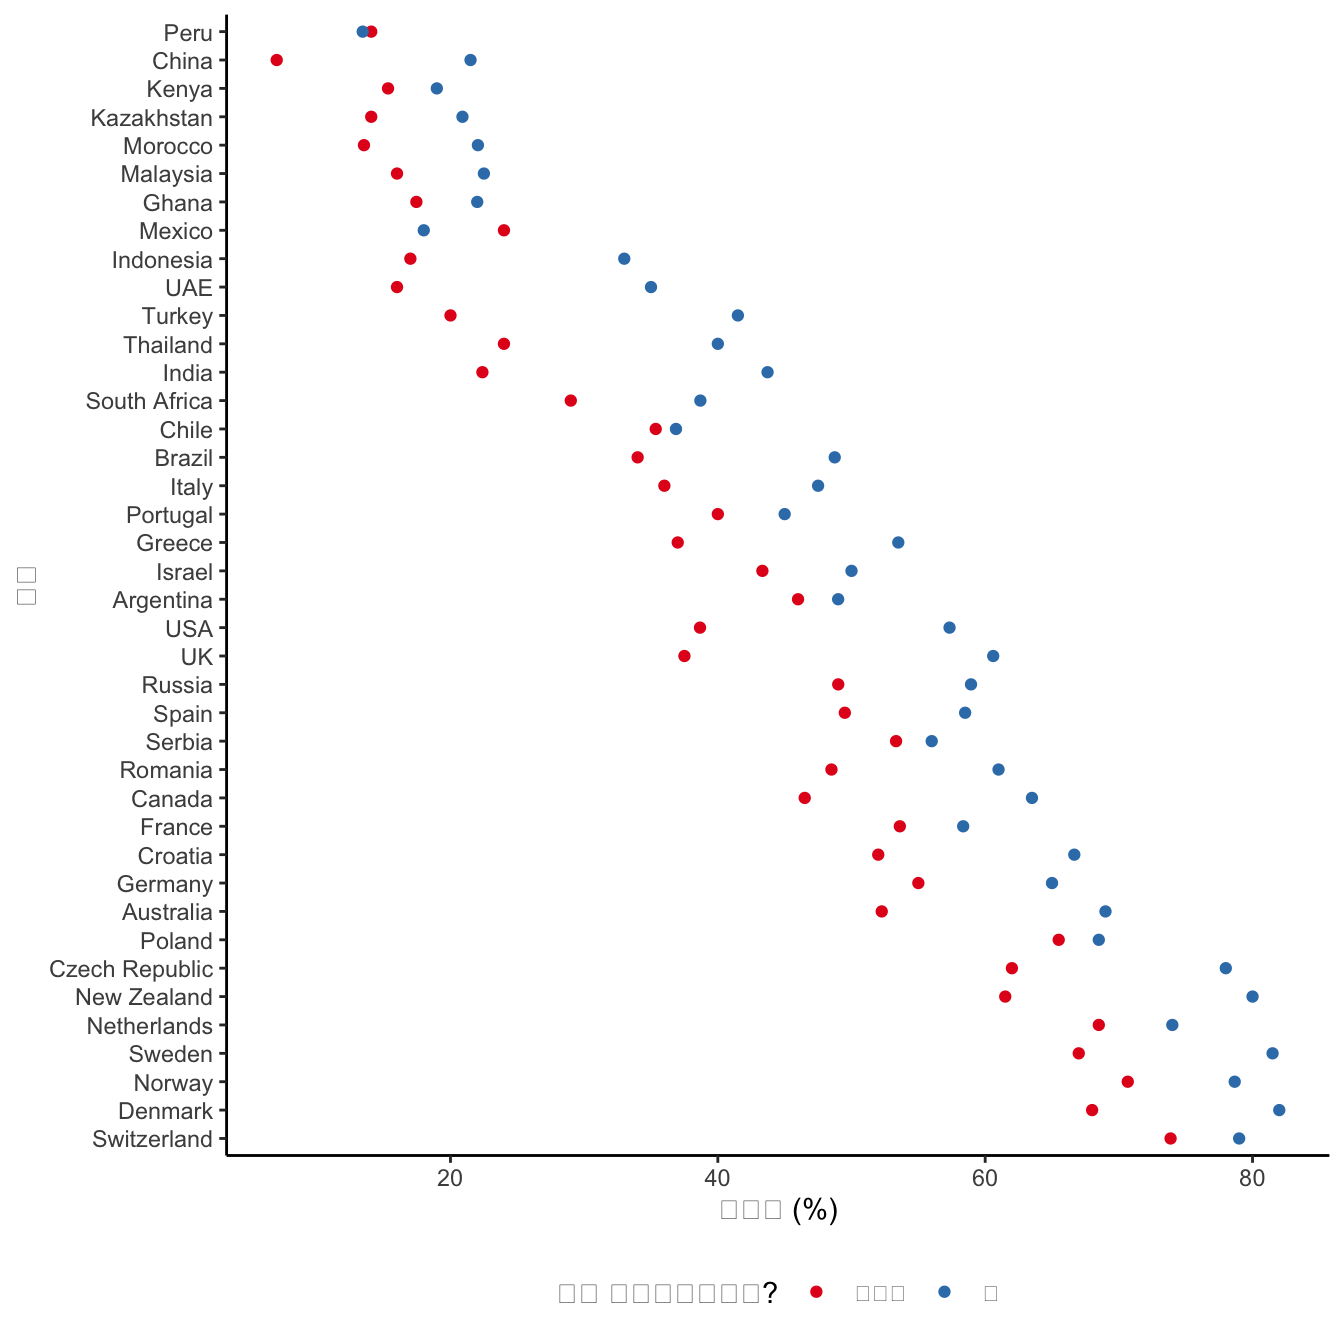 Peru
China
Kenya
Kazakhstan
Morocco
Malaysia
Ghana
Mexico
Indonesia
UAE
Turkey
Thailand
India
South Africa
Chile
Brazil
Italy
Portugal
Greece
Israel
Argentina
USA
UK
Russia
Spain
Serbia
Romania
Canada
France
Croatia
Germany
Australia
Poland
Czech Republic
New Zealand
Netherlands
Sweden
Norway
Denmark
Switzerland
20 40 60 80
(%)
?